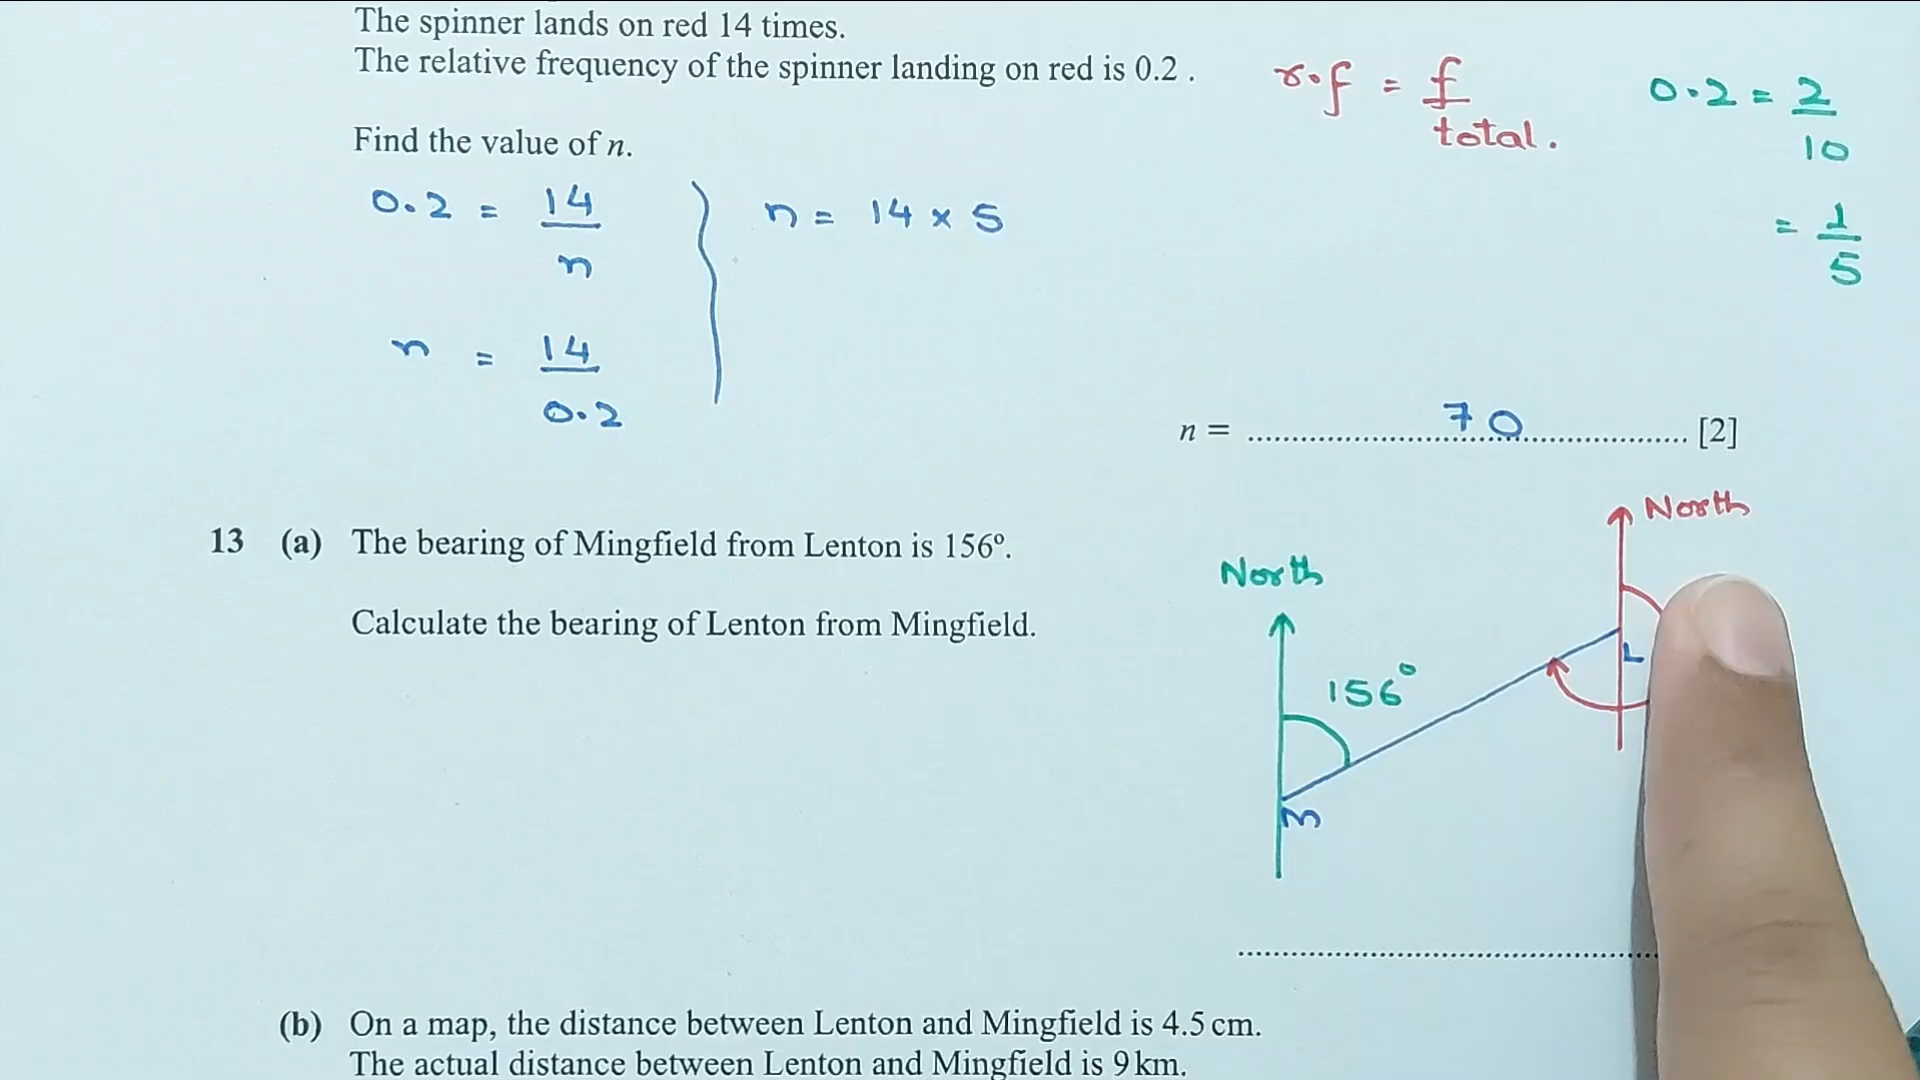 The spinner lands on red 14 times.
The relative frequency of the spinner landing on red is 0.2 .
r.f = f/total.
0.2 = 2/10
= 1/5
Find the value of n.
0.2 = 14/n
n = 14 × 5
n = 14/0.2
n = 70 [2]
13 (a) The bearing of Mingfield from Lenton is 156°.
Calculate the bearing of Lenton from Mingfield.
North
North
156°
L
m
(b) On a map, the distance between Lenton and Mingfield is 4.5 cm.
The actual distance between Lenton and Mingfield is 9 km.